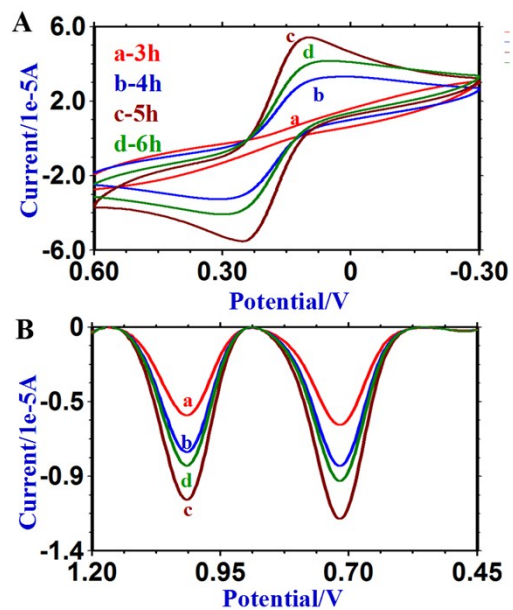 A
6.0
2.0
-2.0
-6.0
Current/1e-5A
a-3h
b-4h
c-5h
d-6h
c
d
b
a
0.60
0.30
0
-0.30
Potential/V
B
0
-0.5
-0.9
-1.4
Current/1e-5A
a
b
d
c
1.20
0.95
0.70
0.45
Potential/V